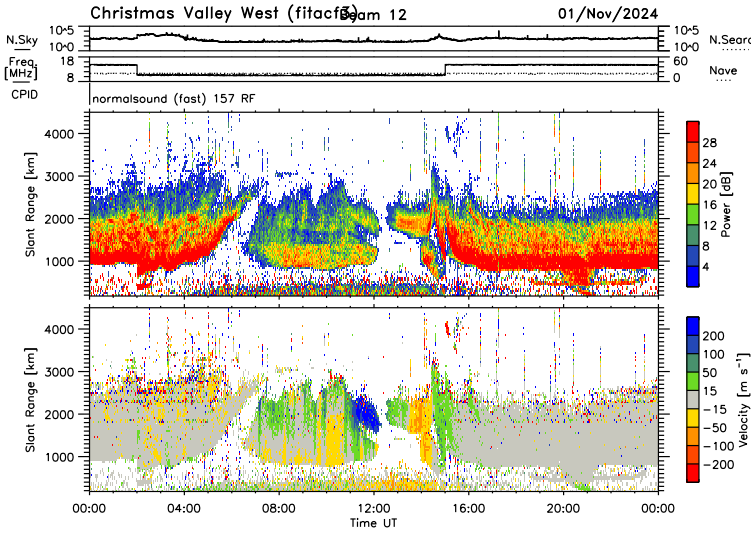 Christmas Valley West (fitacf3) Beam 12 01/Nov/2024
N.Sky 10^5 10^0 10^5 10^0 N.Searc
Freq. [MHz] 18 8 60 0 Nave
CPID normalsound (fast) 157 RF
Slant Range [km] 4000 3000 2000 1000
Power [dB] 28 24 20 16 12 8 4
Slant Range [km] 4000 3000 2000 1000
Velocity [m s⁻¹] 200 100 50 15 -15 -50 -100 -200
00:00 04:00 08:00 12:00 16:00 20:00 00:00
Time UT